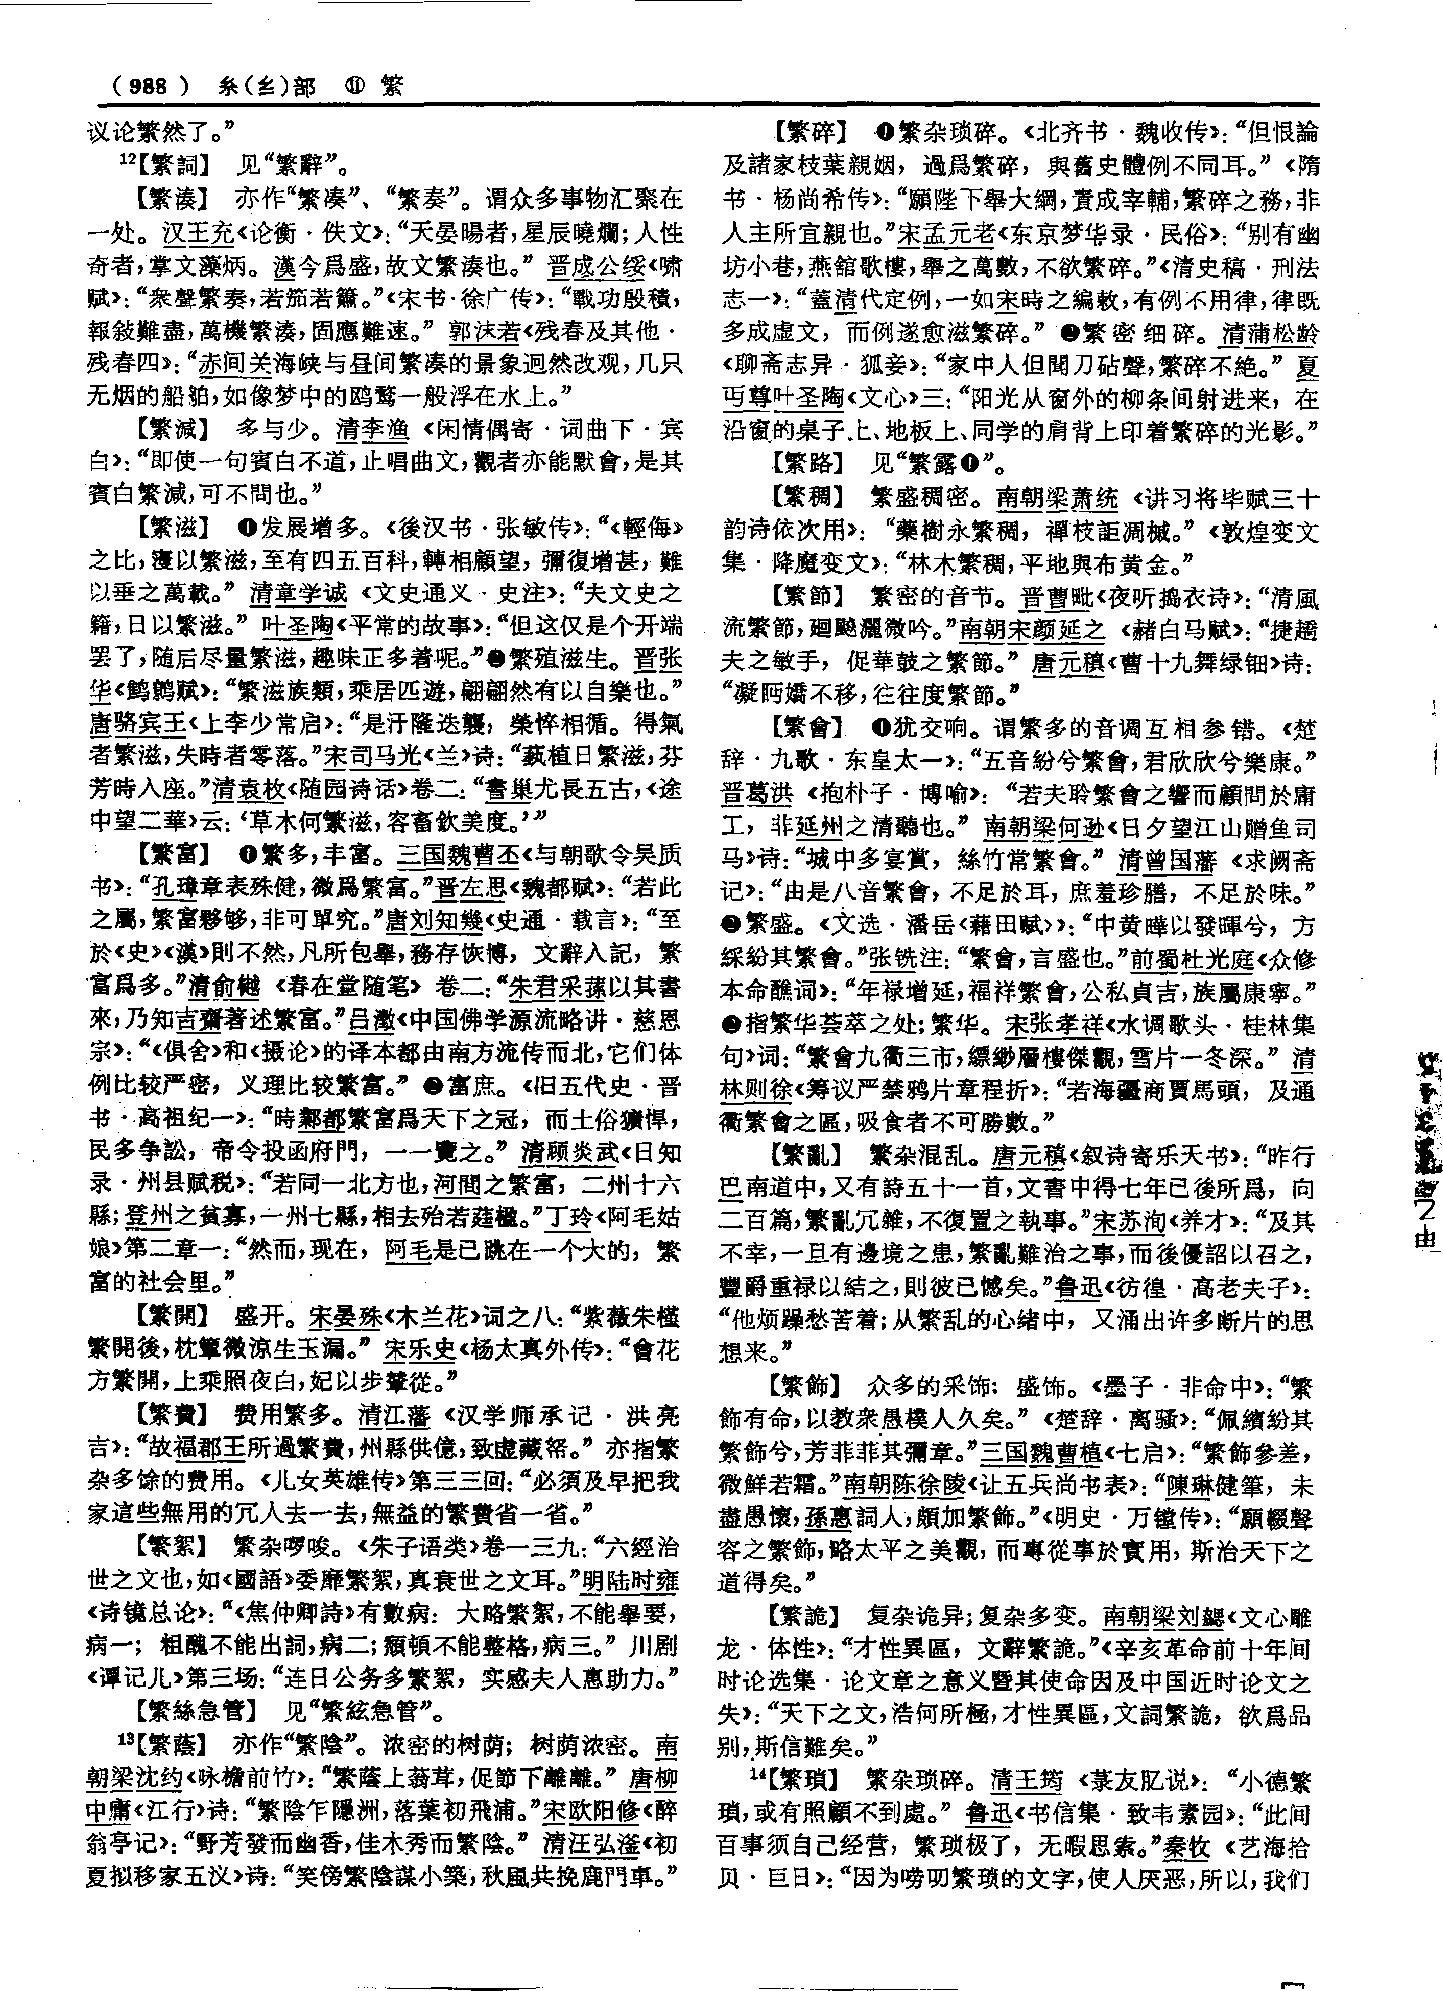 (988) 糸(糹)部 ⑪ 繁
议论繁然了。”
12【繁詞】 见“繁辭”。
【繁湊】 亦作“繁凑”、“繁奏”。谓众多事物汇聚在
一处。汉王充《论衡·佚文》：“天晏暘者，星辰曉爛；人性
奇者，掌文藻炳。漢今爲盛，故文繁湊也。” 晋成公绥《啸
赋》：“衆聲繁奏，若笳若簫。”《宋书·徐广传》：“戰功殷積，
報敍難盡，萬機繁湊，固應難速。” 郭沫若《残春及其他·
残春四》：“赤间关海峡与昼间繁凑的景象迥然改观，几只
无烟的船舶，如像梦中的鸥鹜一般浮在水上。”
【繁減】 多与少。清李渔《闲情偶寄·词曲下·宾
白》：“即使一句賓白不道，止唱曲文，觀者亦能默會，是其
賓白繁減，可不問也。”
【繁滋】 ❶发展增多。《後汉书·张敏传》：“《輕侮》
之比，寖以繁滋，至有四五百科，轉相顧望，彌復增甚，難
以垂之萬載。” 清章学诚《文史通义·史注》：“夫文史之
籍，日以繁滋。” 叶圣陶《平常的故事》：“但这仅是个开端
罢了，随后尽量繁滋，趣味正多着呢。”❷繁殖滋生。晋张
华《鹪鹩赋》：“繁滋族類，乘居匹遊，翩翩然有以自樂也。”
唐骆宾王《上李少常启》：“是汙隆迭襲，榮悴相循。得氣
者繁滋，失時者零落。”宋司马光《兰》诗：“蓺植日繁滋，芬
芳時入座。”清袁枚《随园诗话》卷二：“書巢尤長五古，《途
中望二華》云：‘草木何繁滋，容畜欽美度。’”
【繁富】 ❶繁多，丰富。三国魏曹丕《与朝歌令吴质
书》：“孔璋章表殊健，微爲繁富。”晋左思《魏都赋》：“若此
之屬，繁富夥够，非可單究。”唐刘知幾《史通·载言》：“至
於《史》《漢》則不然，凡所包舉，務存恢博，文辭入記，繁
富爲多。”清俞樾《春在堂随笔》卷二：“朱君采蓀以其書
來，乃知吉齋著述繁富。”吕澂《中国佛学源流略讲·慈恩
宗》：“《俱舍》和《摄论》的译本都由南方流传而北，它们体
例比较严密，义理比较繁富。” ❷富庶。《旧五代史·晋
书·高祖纪一》：“時鄴都繁富爲天下之冠，而土俗獷悍，
民多争訟，帝令投函府門，一一覽之。” 清顾炎武《日知
录·州县赋税》：“若同一北方也，河間之繁富，二州十六
縣；登州之貧寡，一州七縣，相去殆若莛楹。”丁玲《阿毛姑
娘》第二章一：“然而，现在，阿毛是已跳在一个大的，繁
富的社会里。”
【繁開】 盛开。宋晏殊《木兰花》词之八：“紫薇朱槿
繁開後，枕簟微涼生玉漏。” 宋乐史《杨太真外传》：“會花
方繁開，上乘照夜白，妃以步輦從。”
【繁費】 费用繁多。清江藩《汉学师承记·洪亮
吉》：“故福郡王所過繁費，州縣供億，致虚藏帑。”亦指繁
杂多馀的费用。《儿女英雄传》第三三回：“必須及早把我
家這些無用的冗人去一去，無益的繁費省一省。”
【繁絮】 繁杂啰唆。《朱子语类》卷一三九：“六經治
世之文也，如《國語》委靡繁絮，真衰世之文耳。”明陆时雍
《诗镜总论》：“《焦仲卿詩》有數病：大略繁絮，不能舉要，
病一；粗醜不能出詞，病二；頹頓不能整格，病三。” 川剧
《谭记儿》第三场：“连日公务多繁絮，实感夫人惠助力。”
【繁絲急管】 见“繁絃急管”。
13【繁蔭】 亦作“繁陰”。浓密的树荫；树荫浓密。南
朝梁沈约《咏檐前竹》：“繁蔭上蓊茸，促節下離離。” 唐柳
中庸《江行》诗：“繁陰乍隱洲，落葉初飛浦。”宋欧阳修《醉
翁亭记》：“野芳發而幽香，佳木秀而繁陰。” 清汪弘滢《初
夏拟移家五汊》诗：“笑傍繁陰謀小築，秋風共挽鹿門車。”
【繁碎】 ❶繁杂琐碎。《北齐书·魏收传》：“但恨論
及諸家枝葉親姻，過爲繁碎，與舊史體例不同耳。”《隋
书·杨尚希传》：“願陛下舉大綱，責成宰輔，繁碎之務，非
人主所宜親也。”宋孟元老《东京梦华录·民俗》：“别有幽
坊小巷，燕舘歌樓，舉之萬數，不欲繁碎。”《清史稿·刑法
志一》：“蓋清代定例，一如宋時之編敕，有例不用律，律既
多成虚文，而例遂愈滋繁碎。” ❷繁密细碎。清蒲松龄
《聊斋志异·狐妾》：“家中人但聞刀砧聲，繁碎不絶。” 夏
丏尊叶圣陶《文心》三：“阳光从窗外的柳条间射进来，在
沿窗的桌子上、地板上、同学的肩背上印着繁碎的光影。”
【繁路】 见“繁露❶”。
【繁稠】 繁盛稠密。南朝梁萧统《讲习将毕赋三十
韵诗依次用》：“藥樹永繁稠，禪枝詎凋槭。”《敦煌变文
集·降魔变文》：“林木繁稠，平地與布黄金。”
【繁節】 繁密的音节。晋曹毗《夜听捣衣诗》：“清風
流繁節，廻飈灑微吟。”南朝宋颜延之《赭白马赋》：“捷趫
夫之敏手，促華鼓之繁節。” 唐元稹《曹十九舞绿钿》诗：
“凝眄嬌不移，往往度繁節。”
【繁會】 ❶犹交响。谓繁多的音调互相参错。《楚
辞·九歌·东皇太一》：“五音紛兮繁會，君欣欣兮樂康。”
晋葛洪《抱朴子·博喻》：“若夫聆繁會之響而顧問於庸
工，非延州之清聽也。” 南朝梁何逊《日夕望江山赠鱼司
马》诗：“城中多宴賞，絲竹常繁會。” 清曾国藩《求阙斋
记》：“由是八音繁會，不足於耳，庶羞珍膳，不足於味。”
❷繁盛。《文选·潘岳〈藉田赋〉》：“中黄曄以發暉兮，方
綵紛其繁會。”张铣注：“繁會，言盛也。”前蜀杜光庭《众修
本命醮词》：“年禄增延，福祥繁會，公私貞吉，族屬康寧。”
❸指繁华荟萃之处；繁华。宋张孝祥《水调歌头·桂林集
句》词：“繁會九衢三市，縹緲層樓傑觀，雪片一冬深。” 清
林则徐《筹议严禁鸦片章程折》：“若海疆商賈馬頭，及通
衢繁會之區，吸食者不可勝數。”
【繁亂】 繁杂混乱。唐元稹《叙诗寄乐天书》：“昨行
巴南道中，又有詩五十一首，文書中得七年已後所爲，向
二百篇，繁亂冗雜，不復置之執事。”宋苏洵《养才》：“及其
不幸，一旦有邊境之患，繁亂難治之事，而後優詔以召之，
豐爵重禄以結之，則彼已憾矣。”鲁迅《彷徨·高老夫子》：
“他烦躁愁苦着；从繁乱的心绪中，又涌出许多断片的思
想来。”
【繁飾】 众多的采饰；盛饰。《墨子·非命中》：“繁
飾有命，以教衆愚樸人久矣。”《楚辞·离骚》：“佩繽紛其
繁飾兮，芳菲菲其彌章。”三国魏曹植《七启》：“繁飾參差，
微鮮若霜。”南朝陈徐陵《让五兵尚书表》：“陳琳健筆，未
盡愚懷，孫惠詞人，頗加繁飾。”《明史·万镗传》：“願輟聲
容之繁飾，略太平之美觀，而專從事於實用，斯治天下之
道得矣。”
【繁詭】 复杂诡异；复杂多变。南朝梁刘勰《文心雕
龙·体性》：“才性異區，文辭繁詭。”《辛亥革命前十年间
时论选集·论文章之意义暨其使命因及中国近时论文之
失》：“天下之文，浩何所極，才性異區，文詞繁詭，欲爲品
别，斯信難矣。”
14【繁瑣】 繁杂琐碎。清王筠《菉友肊说》：“小德繁
瑣，或有照顧不到處。” 鲁迅《书信集·致韦素园》：“此间
百事须自己经营，繁琐极了，无暇思索。”秦牧《艺海拾
贝·巨日》：“因为唠叨繁琐的文字，使人厌恶，所以，我们